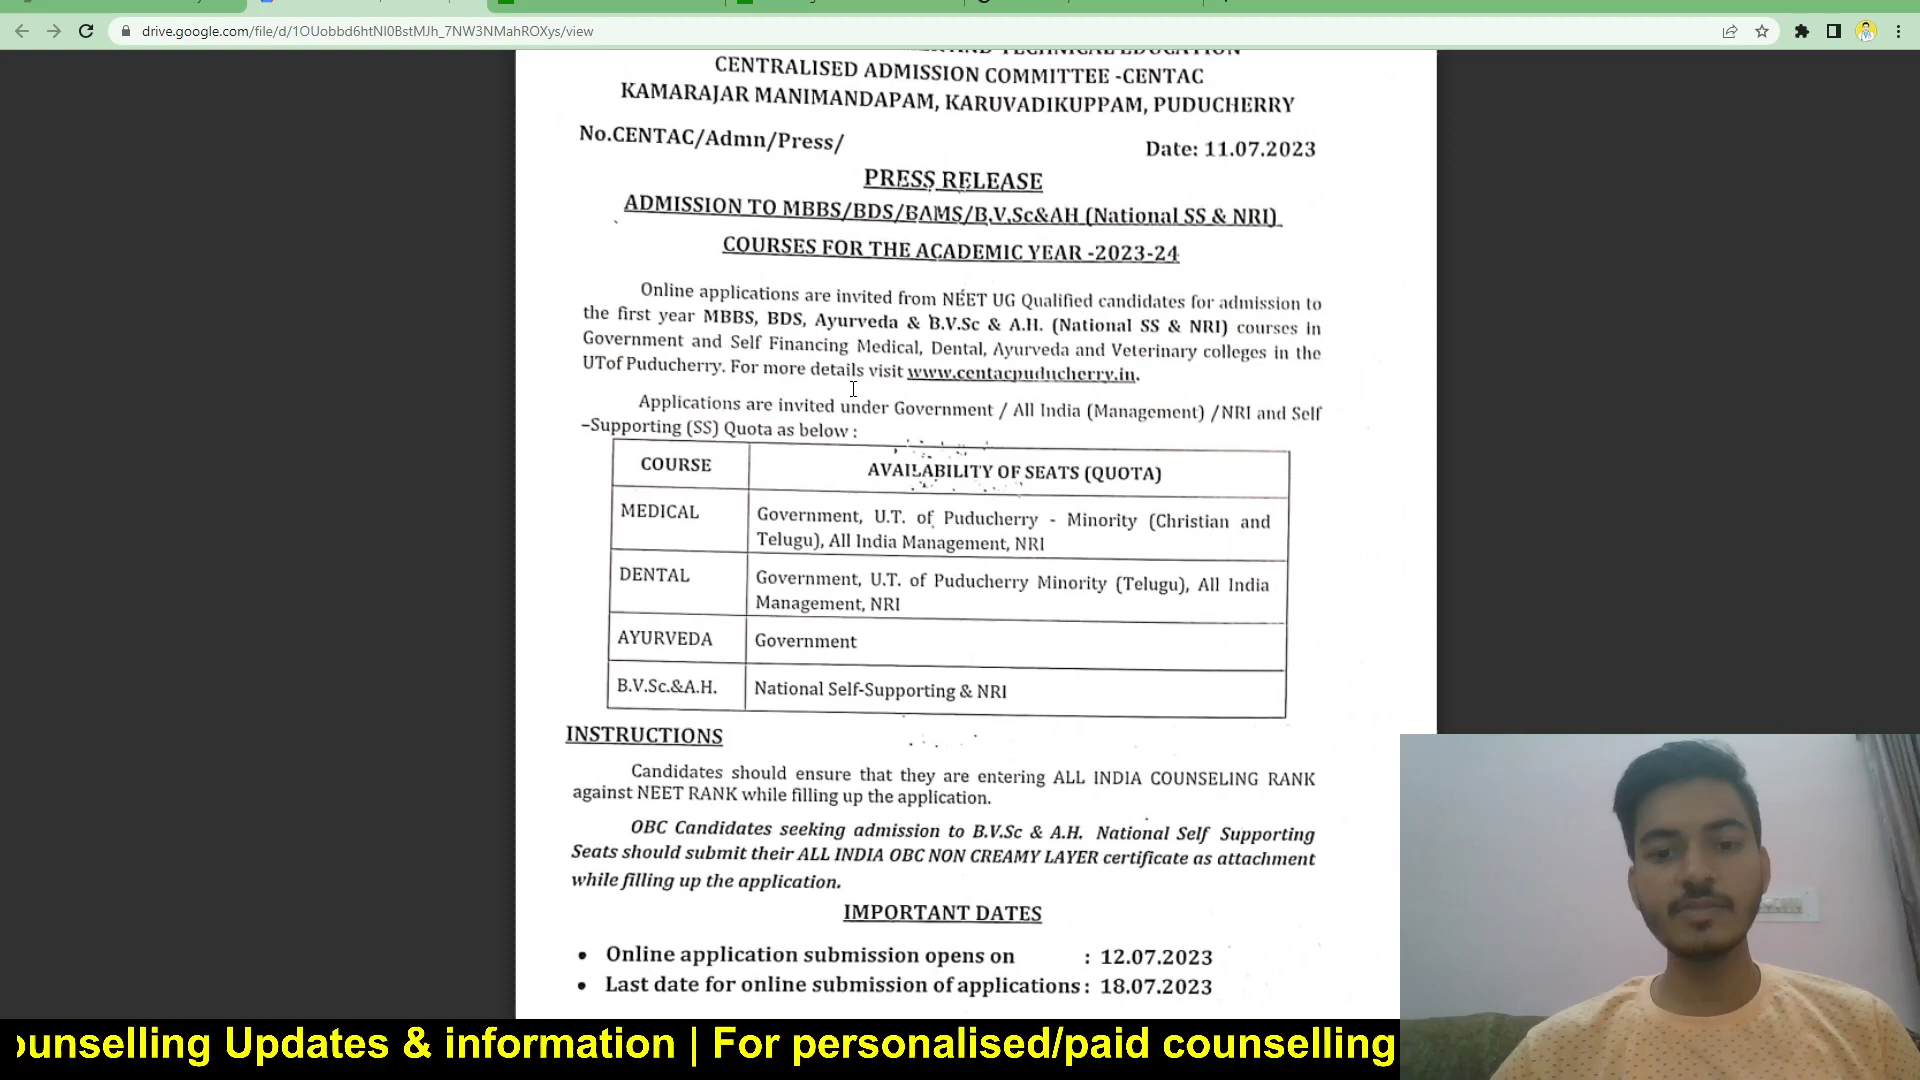 drive.google.com/file/d/1OUobbd6htNl0BstMJh_7NW3NMahROXys/view
AND TECHNICAL EDUCATION
CENTRALISED ADMISSION COMMITTEE -CENTAC
KAMARAJAR MANIMANDAPAM, KARUVADIKUPPAM, PUDUCHERRY
No.CENTAC/Admn/Press/ Date: 11.07.2023
PRESS RELEASE
ADMISSION TO MBBS/BDS/BAMS/B.V.Sc&AH (National SS & NRI)
COURSES FOR THE ACADEMIC YEAR -2023-24
Online applications are invited from NEET UG Qualified candidates for admission to
the first year MBBS, BDS, Ayurveda & B.V.Sc & A.H. (National SS & NRI) courses in
Government and Self Financing Medical, Dental, Ayurveda and Veterinary colleges in the
UTof Puducherry. For more details visit www.centacpuducherry.in.
Applications are invited under Government / All India (Management) /NRI and Self
–Supporting (SS) Quota as below :
COURSE AVAILABILITY OF SEATS (QUOTA)
MEDICAL Government, U.T. of Puducherry - Minority (Christian and
Telugu), All India Management, NRI
DENTAL Government, U.T. of Puducherry Minority (Telugu), All India
Management, NRI
AYURVEDA Government
B.V.Sc.&A.H. National Self-Supporting & NRI
INSTRUCTIONS
Candidates should ensure that they are entering ALL INDIA COUNSELING RANK
against NEET RANK while filling up the application.
OBC Candidates seeking admission to B.V.Sc & A.H. National Self Supporting
Seats should submit their ALL INDIA OBC NON CREAMY LAYER certificate as attachment
while filling up the application.
IMPORTANT DATES
• Online application submission opens on : 12.07.2023
• Last date for online submission of applications : 18.07.2023
ounselling Updates & information | For personalised/paid counselling